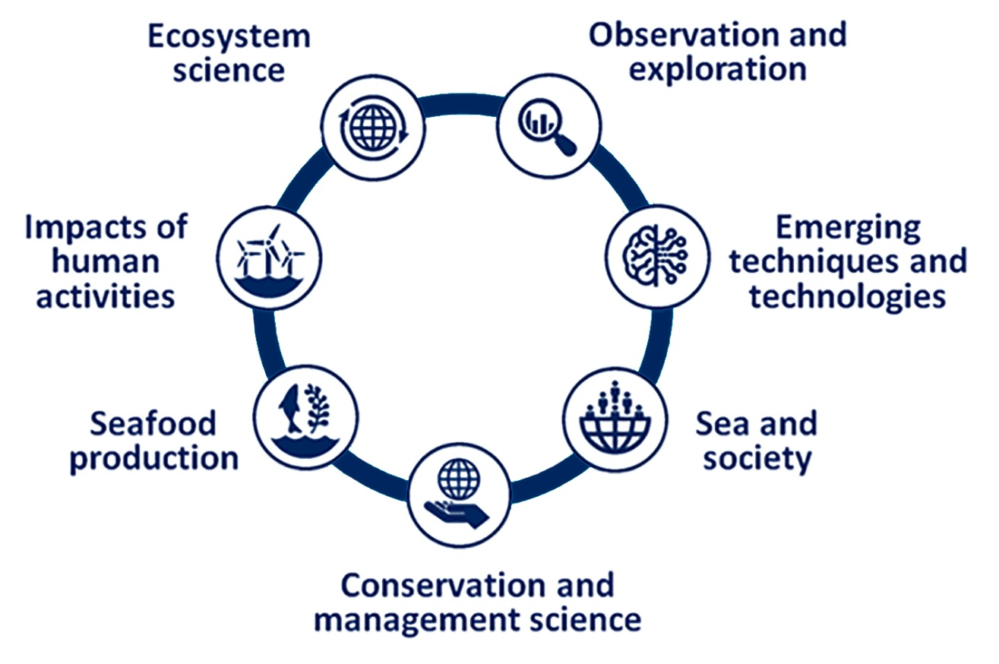 Ecosystem
science
Observation and
exploration
Impacts of
human
activities
Emerging
techniques and
technologies
Seafood
production
Sea and
society
Conservation and
management science